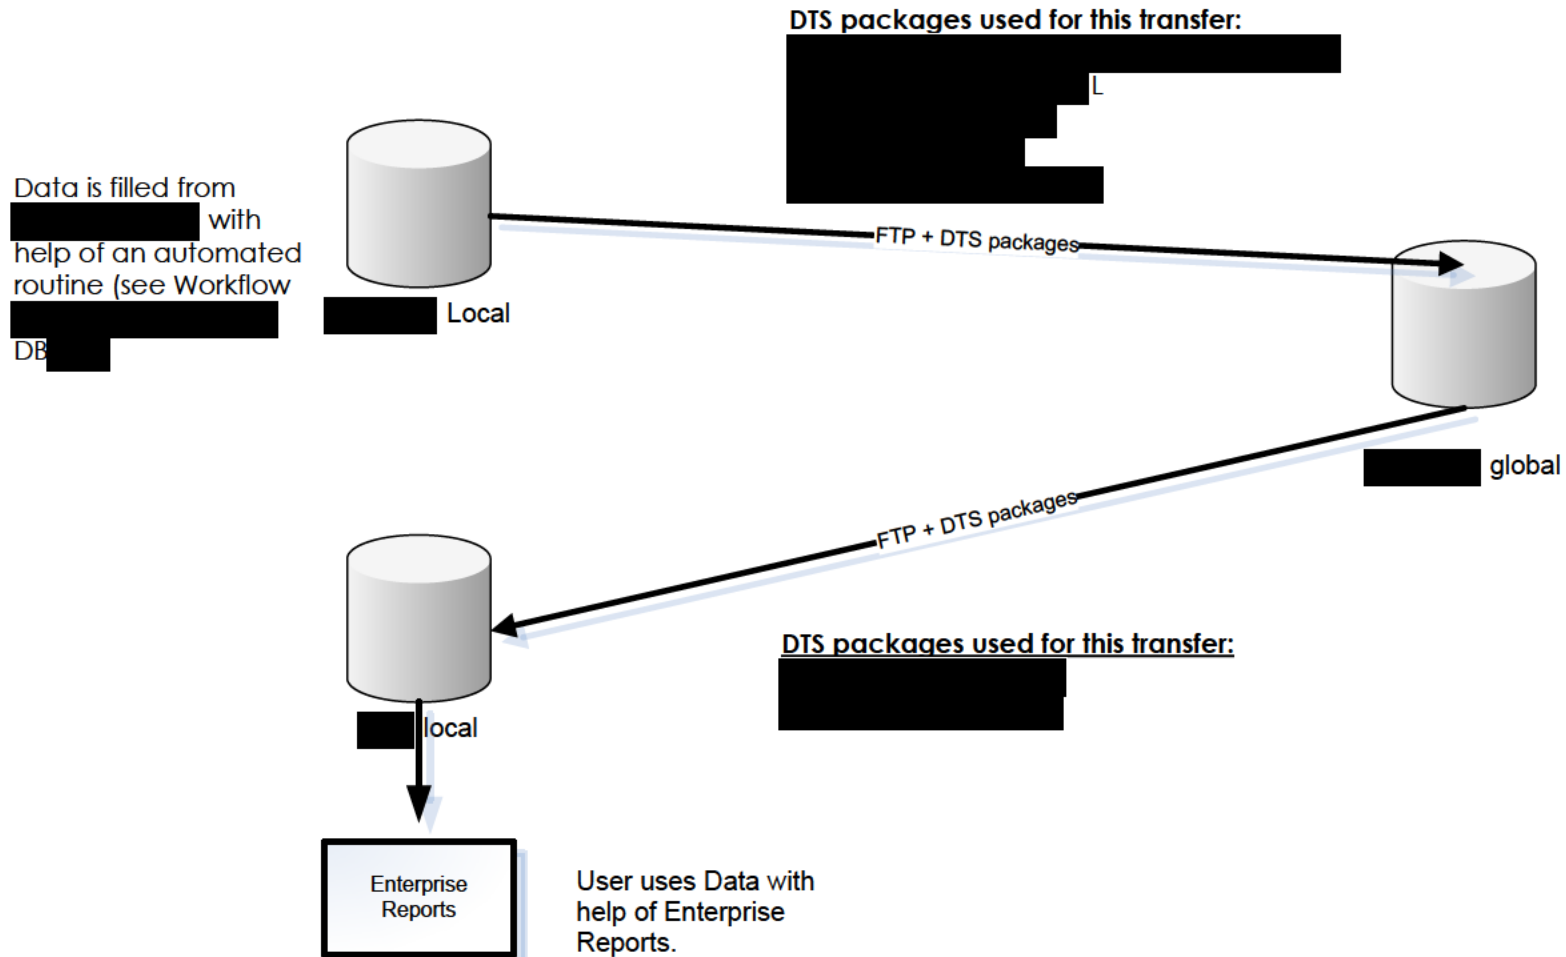 DTS packages used for this transfer:
L
Data is filled from
with
help of an automated
routine (see Workflow
DB
Local
FTP + DTS packages
global
FTP + DTS packages
DTS packages used for this transfer:
local
Enterprise
Reports
User uses Data with
help of Enterprise
Reports.